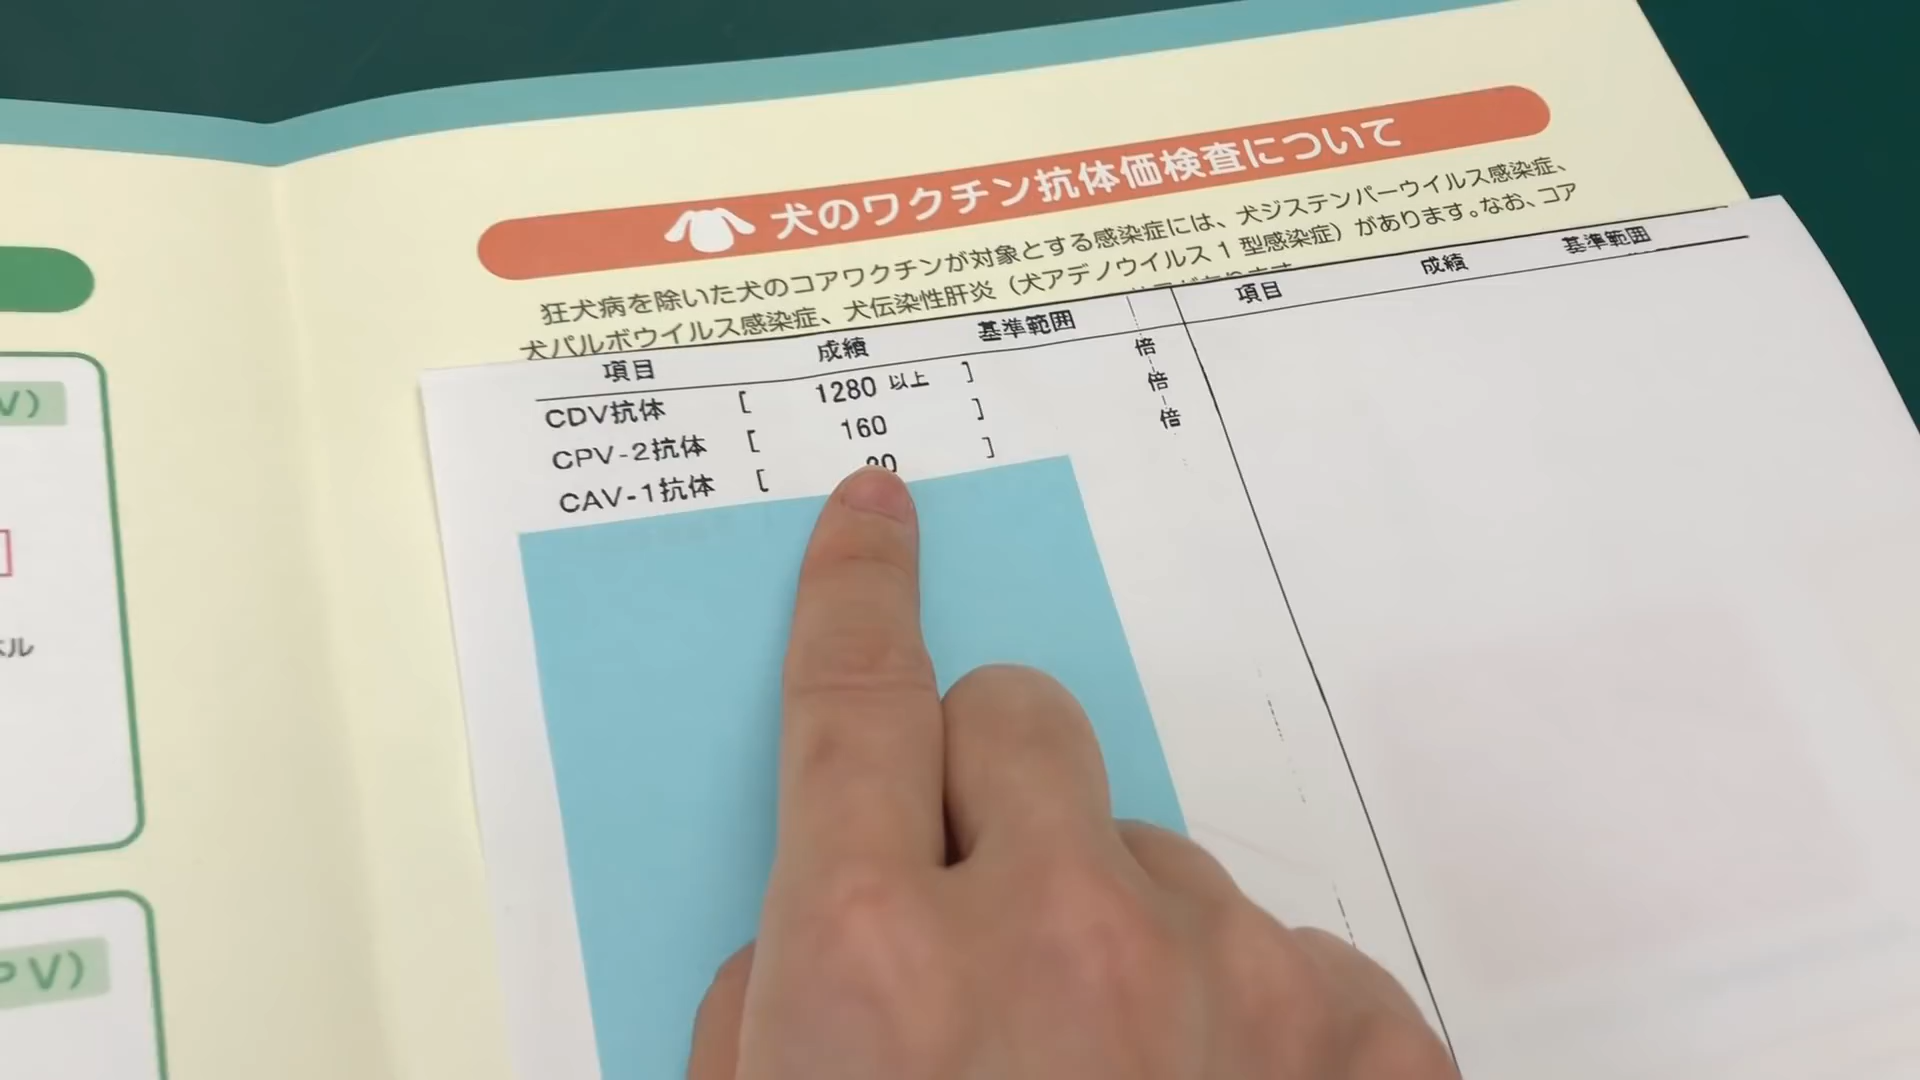 犬のワクチン抗体価検査について
狂犬病を除いた犬のコアワクチンが対象とする感染症には、犬ジステンパーウイルス感染症、
犬パルボウイルス感染症、犬伝染性肝炎（犬アデノウイルス1型感染症）があります。なお、コア
項目 成績 基準範囲 項目 成績 基準範囲
CDV抗体 [ 1280 以上 ] 倍
CPV-2抗体 [ 160 ] 倍
CAV-1抗体 [ ] 倍
V)
ベル
PV)